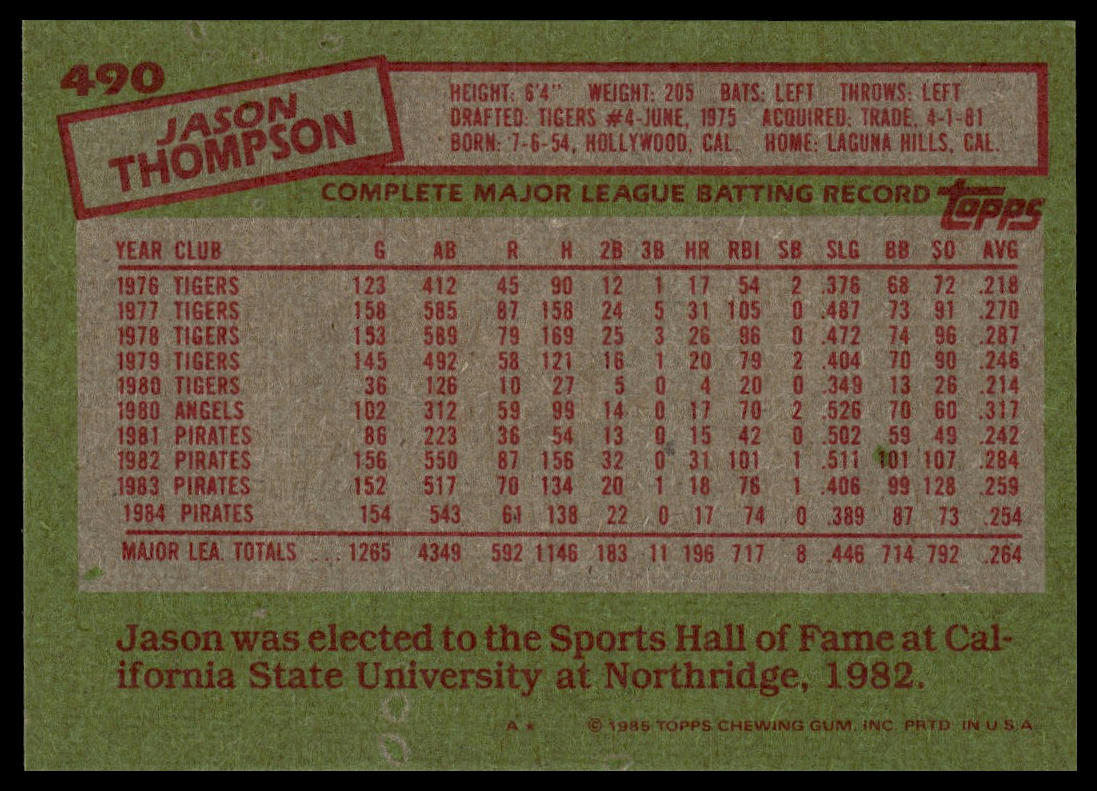 490
JASON
THOMPSON
HEIGHT: 6'4" WEIGHT: 205 BATS: LEFT THROWS: LEFT
DRAFTED: TIGERS #4-JUNE, 1975 ACQUIRED: TRADE, 4-1-81
BORN: 7-6-54, HOLLYWOOD, CAL. HOME: LAGUNA HILLS, CAL.
COMPLETE MAJOR LEAGUE BATTING RECORD topps
YEAR CLUB G AB R H 2B 3B HR RBI SB SLG BB SO AVG
1976 TIGERS 123 412 45 90 12 1 17 54 2 .376 68 72 .218
1977 TIGERS 158 585 87 158 24 5 31 105 0 .487 73 91 .270
1978 TIGERS 153 589 79 169 25 3 26 96 0 .472 74 96 .287
1979 TIGERS 145 492 58 121 16 1 20 79 2 .404 70 90 .246
1980 TIGERS 36 126 10 27 5 0 4 20 0 .349 13 26 .214
1980 ANGELS 102 312 59 99 14 0 17 70 2 .526 70 60 .317
1981 PIRATES 86 223 36 54 13 0 15 42 0 .502 59 49 .242
1982 PIRATES 156 550 87 156 32 0 31 101 1 .511 101 107 .284
1983 PIRATES 152 517 70 134 20 1 18 76 1 .406 99 128 .259
1984 PIRATES 154 543 61 138 22 0 17 74 0 .389 87 73 .254
MAJOR LEA. TOTALS ... 1265 4349 592 1146 183 11 196 717 8 .446 714 792 .264
Jason was elected to the Sports Hall of Fame at Cal-
ifornia State University at Northridge, 1982.
A* © 1985 TOPPS CHEWING GUM, INC. PRTD. IN U.S.A.